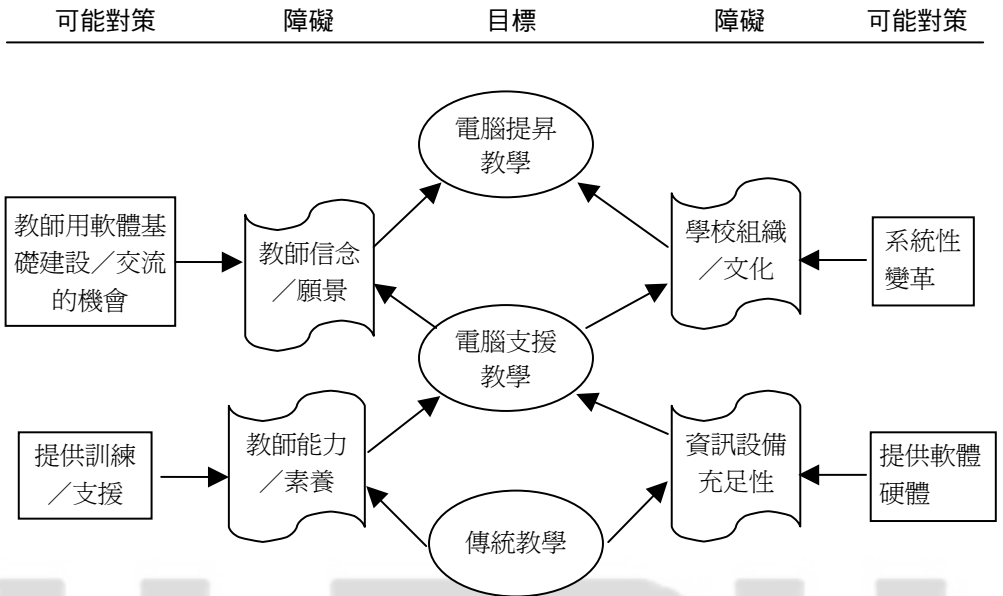 可能對策 障礙 目標 障礙 可能對策
電腦提昇
教學
教師用軟體基
礎建設／交流
的機會
教師信念
／願景
學校組織
／文化
系統性
變革
電腦支援
教學
提供訓練
／支援
教師能力
／素養
資訊設備
充足性
提供軟體
硬體
傳統教學